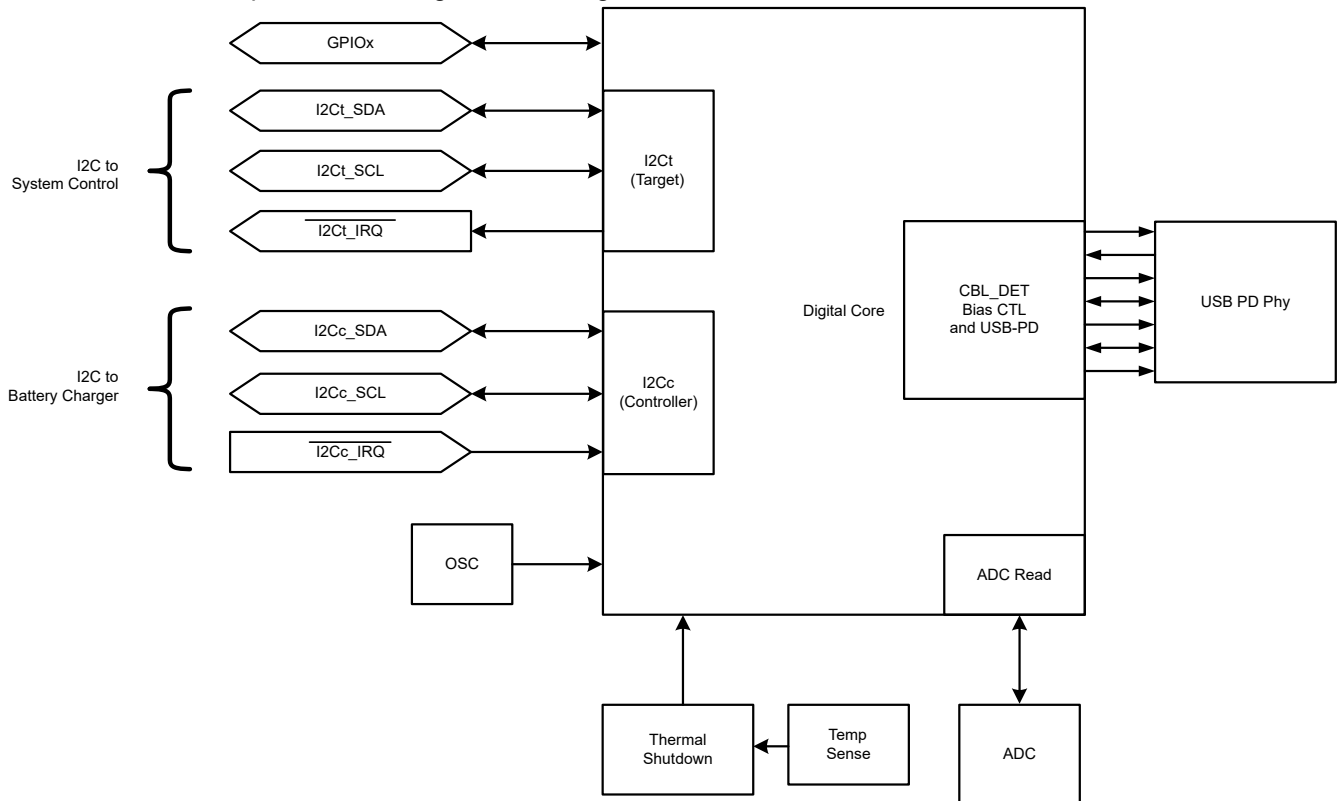 GPIOx
I2C to
System Control
I2Ct_SDA
I2Ct_SCL
I2Ct_IRQ
I2Ct
(Target)
I2C to
Battery Charger
I2Cc_SDA
I2Cc_SCL
I2Cc_IRQ
I2Cc
(Controller)
Digital Core
CBL_DET
Bias CTL
and USB-PD
USB PD Phy
OSC
ADC Read
Thermal
Shutdown
Temp
Sense
ADC